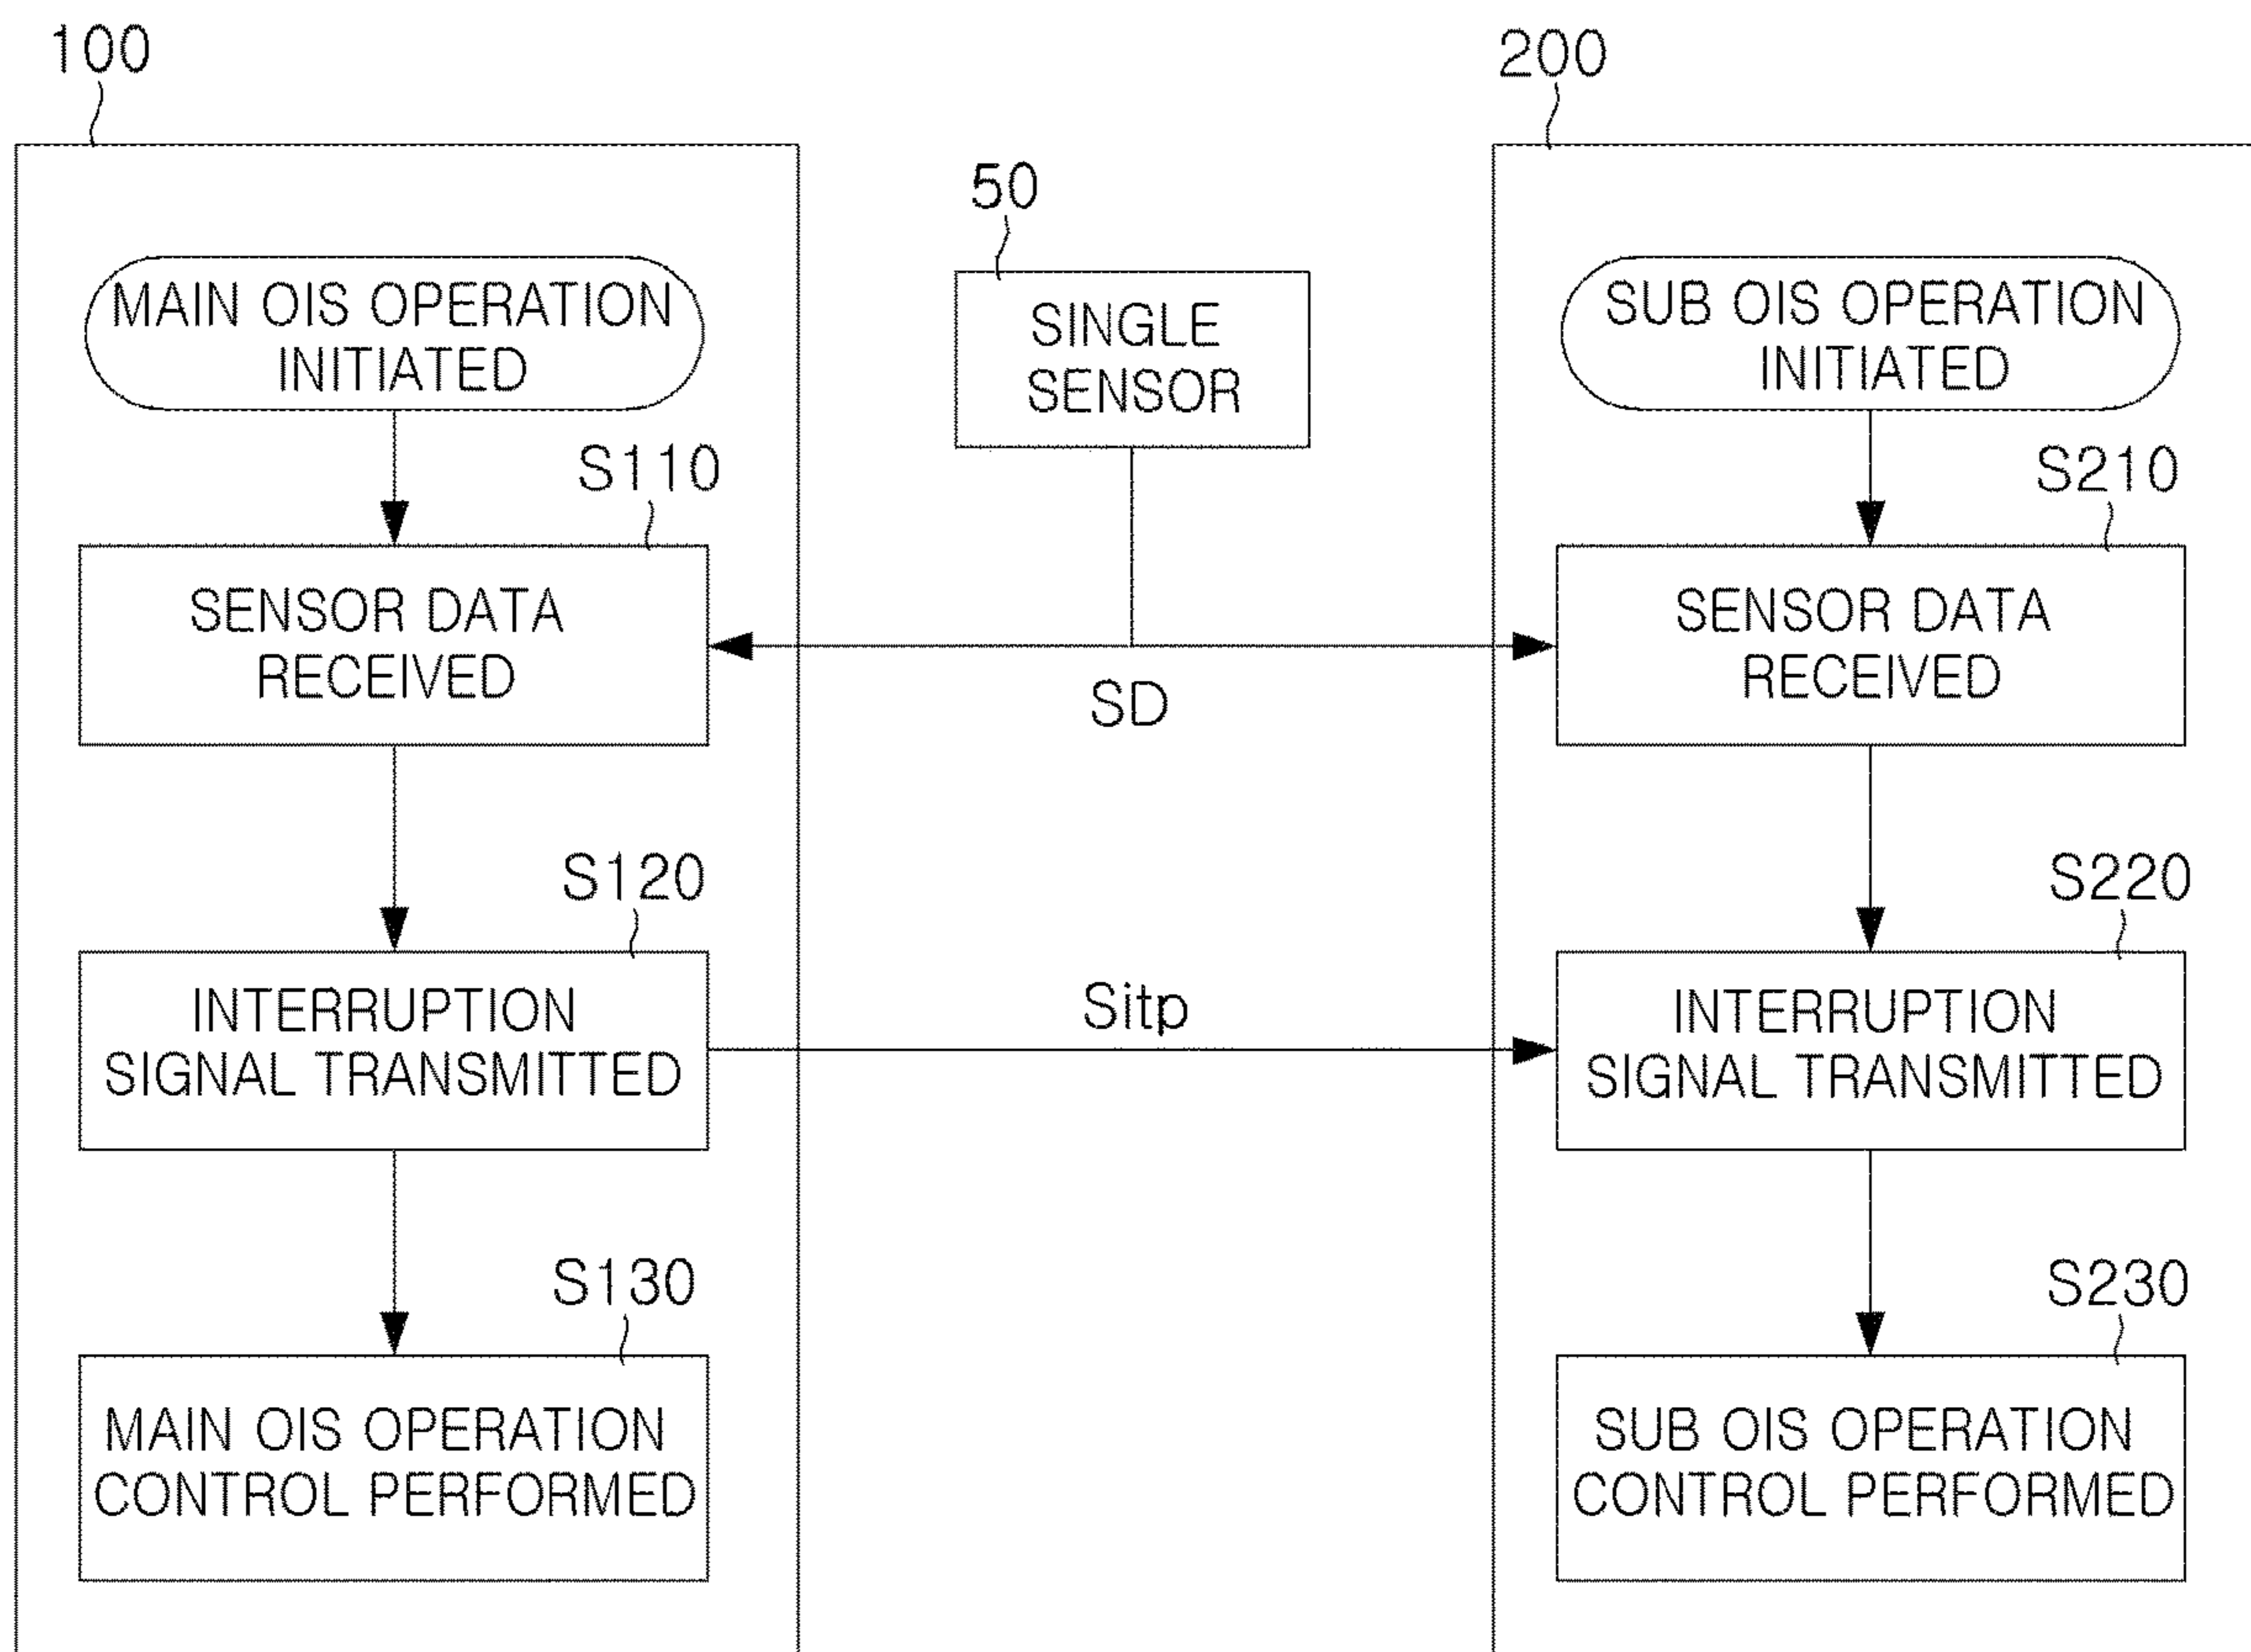 100
200
50
MAIN OIS OPERATION
INITIATED
SINGLE
SENSOR
SUB OIS OPERATION
INITIATED
S110
S210
SENSOR DATA
RECEIVED
SD
SENSOR DATA
RECEIVED
S120
S220
INTERRUPTION
SIGNAL TRANSMITTED
Sitp
INTERRUPTION
SIGNAL TRANSMITTED
S130
S230
MAIN OIS OPERATION
CONTROL PERFORMED
SUB OIS OPERATION
CONTROL PERFORMED